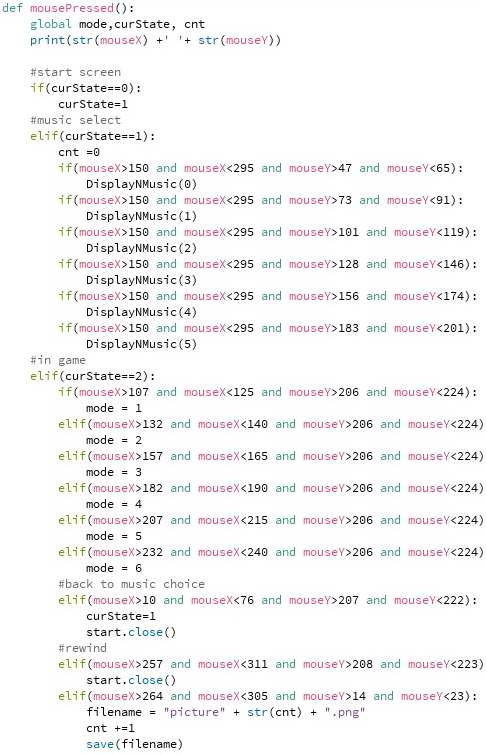 def mousePressed():
    global mode,curState, cnt
    print(str(mouseX) +' '+ str(mouseY))

    #start screen
    if(curState==0):
        curState=1
    #music select
    elif(curState==1):
        cnt =0
        if(mouseX>150 and mouseX<295 and mouseY>47 and mouseY<65):
            DisplayNMusic(0)
        if(mouseX>150 and mouseX<295 and mouseY>73 and mouseY<91):
            DisplayNMusic(1)
        if(mouseX>150 and mouseX<295 and mouseY>101 and mouseY<119):
            DisplayNMusic(2)
        if(mouseX>150 and mouseX<295 and mouseY>128 and mouseY<146):
            DisplayNMusic(3)
        if(mouseX>150 and mouseX<295 and mouseY>156 and mouseY<174):
            DisplayNMusic(4)
        if(mouseX>150 and mouseX<295 and mouseY>183 and mouseY<201):
            DisplayNMusic(5)
    #in game
    elif(curState==2):
        if(mouseX>107 and mouseX<125 and mouseY>206 and mouseY<224):
            mode = 1
        elif(mouseX>132 and mouseX<140 and mouseY>206 and mouseY<224)
            mode = 2
        elif(mouseX>157 and mouseX<165 and mouseY>206 and mouseY<224)
            mode = 3
        elif(mouseX>182 and mouseX<190 and mouseY>206 and mouseY<224)
            mode = 4
        elif(mouseX>207 and mouseX<215 and mouseY>206 and mouseY<224)
            mode = 5
        elif(mouseX>232 and mouseX<240 and mouseY>206 and mouseY<224)
            mode = 6
        #back to music choice
        elif(mouseX>10 and mouseX<76 and mouseY>207 and mouseY<222):
            curState=1
            start.close()
        #rewind
        elif(mouseX>257 and mouseX<311 and mouseY>208 and mouseY<223)
            start.close()
        elif(mouseX>264 and mouseX<305 and mouseY>14 and mouseY<23):
            filename = "picture" + str(cnt) + ".png"
            cnt +=1
            save(filename)